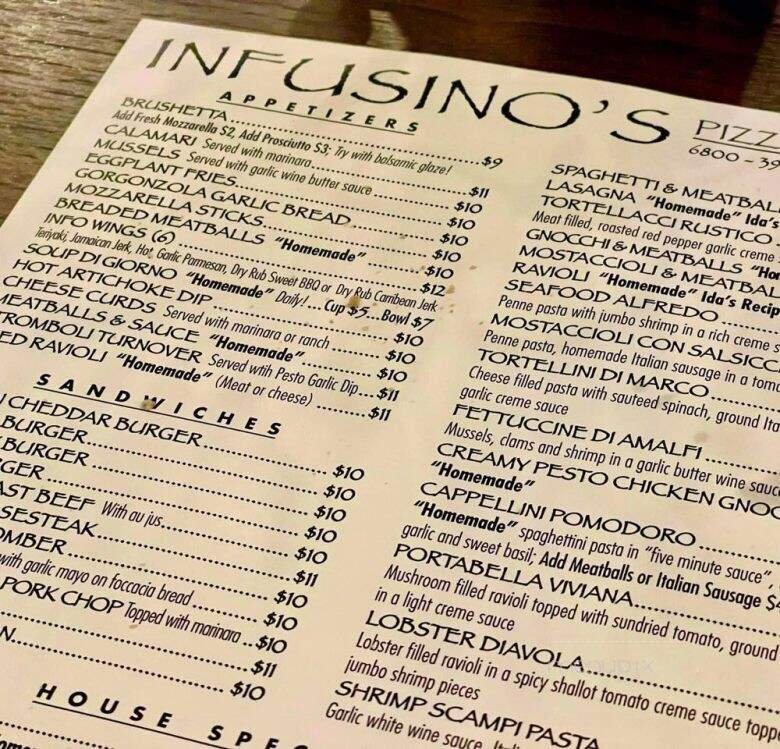 INFUSINO'S PIZZ
6800 – 39
APPETIZERS
BRUSHETTA $9
Add Fresh Mozzarella $2, Add Prosciutto $3; Try with balsamic glaze!
CALAMARI Served with marinara $11
MUSSELS Served with garlic wine butter sauce $10
EGGPLANT FRIES $10
GORGONZOLA GARLIC BREAD $10
MOZZARELLA STICKS $10
BREADED MEATBALLS "Homemade" $10
INFO WINGS (6) $12
Teriyaki, Jamaican Jerk, Hot, Garlic Parmesan, Dry Rub Sweet BBQ or Dry Rub Carribean Jerk
SOUP DI GIORNO "Homemade" Daily! ... Cup $5 ..Bowl $7
HOT ARTICHOKE DIP $10
CHEESE CURDS Served with marinara or ranch $10
MEATBALLS & SAUCE "Homemade" $10
TROMBOLI TURNOVER Served wtih Pesto Garlic Dip $11
ED RAVIOLI "Homemade" (Meat or cheese) $11
SANDWICHES
CHEDDAR BURGER $10
BURGER $10
BURGER $10
GER $10
AST BEEF With au jus $10
SESTEAK $11
OMBER $10
with garlic mayo on foccacia bread $10
PORK CHOP Topped with marinara $10
$11
N $10
HOUSE SPEC
SPAGHETTI & MEATBAL
LASAGNA "Homemade" Ida's
TORTELLACCI RUSTICO
Meat filled, roasted red pepper garlic creme
GNOCCHI & MEATBALLS "Ho
MOSTACCIOLI & MEATBAL
RAVIOLI "Homemade" Ida's Recip
SEAFOOD ALFREDO
Penne pasta with jumbo shrimp in a rich creme s
MOSTACCIOLI CON SALSICC
Penne pasta, homemade Italian sausage in a tom
TORTELLINI DI MARCO
Cheese filled pasta with sauteed spinach, ground Ita
garlic creme sauce
FETTUCCINE DI AMALFI
Mussels, clams and shrimp in a garlic butter wine sauc
CREAMY PESTO CHICKEN GNOC
"Homemade"
CAPPELLINI POMODORO
"Homemade" spaghettini pasta in "five minute sauce",
garlic and sweet basil; Add Meatballs or Italian Sausage $
PORTABELLA VIVIANA
Mushroom filled ravioli topped with sundried tomato, ground
in a light creme sauce
LOBSTER DIAVOLA
Lobster filled ravioli in a spicy shallot tomato creme sauce topp
jumbo shrimp pieces
SHRIMP SCAMPI PASTA
Garlic white wine sauce